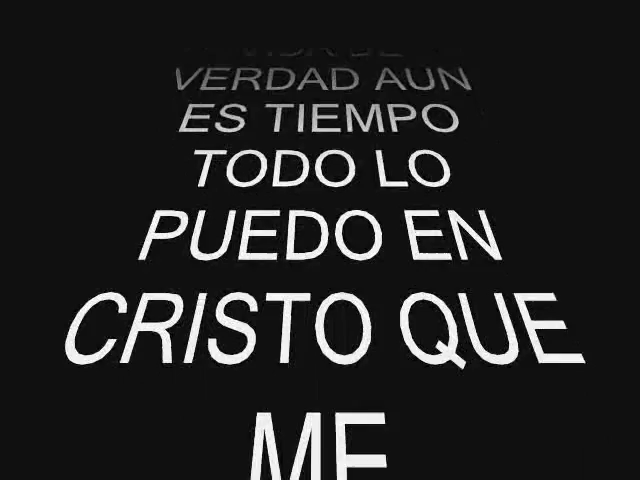 VERDAD AUN
ES TIEMPO
TODO LO
PUEDO EN
CRISTO QUE
ME